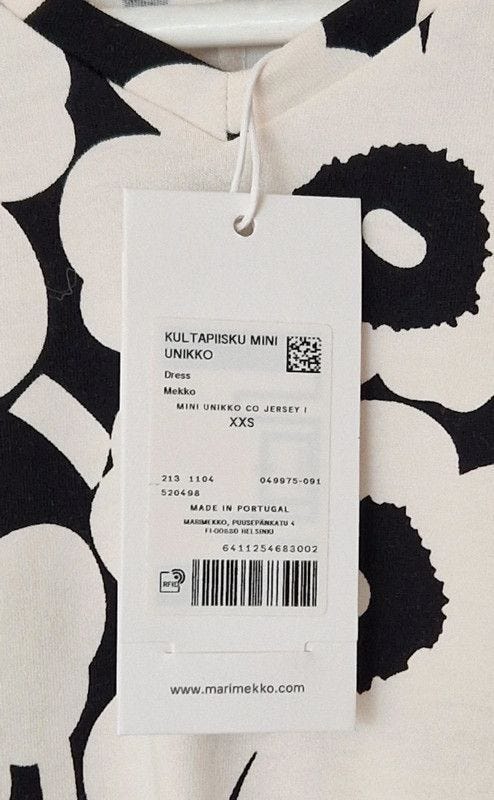 KULTAPIISKU MINI
UNIKKO
Dress
Mekko
MINI UNIKKO CO JERSEY I
XXS
213 1104 049975-091
520498
MADE IN PORTUGAL
MARIMEKKO, PUUSEPÄNKATU 4
FI-00880 HELSINKI
6411254683002
RFID
www.marimekko.com